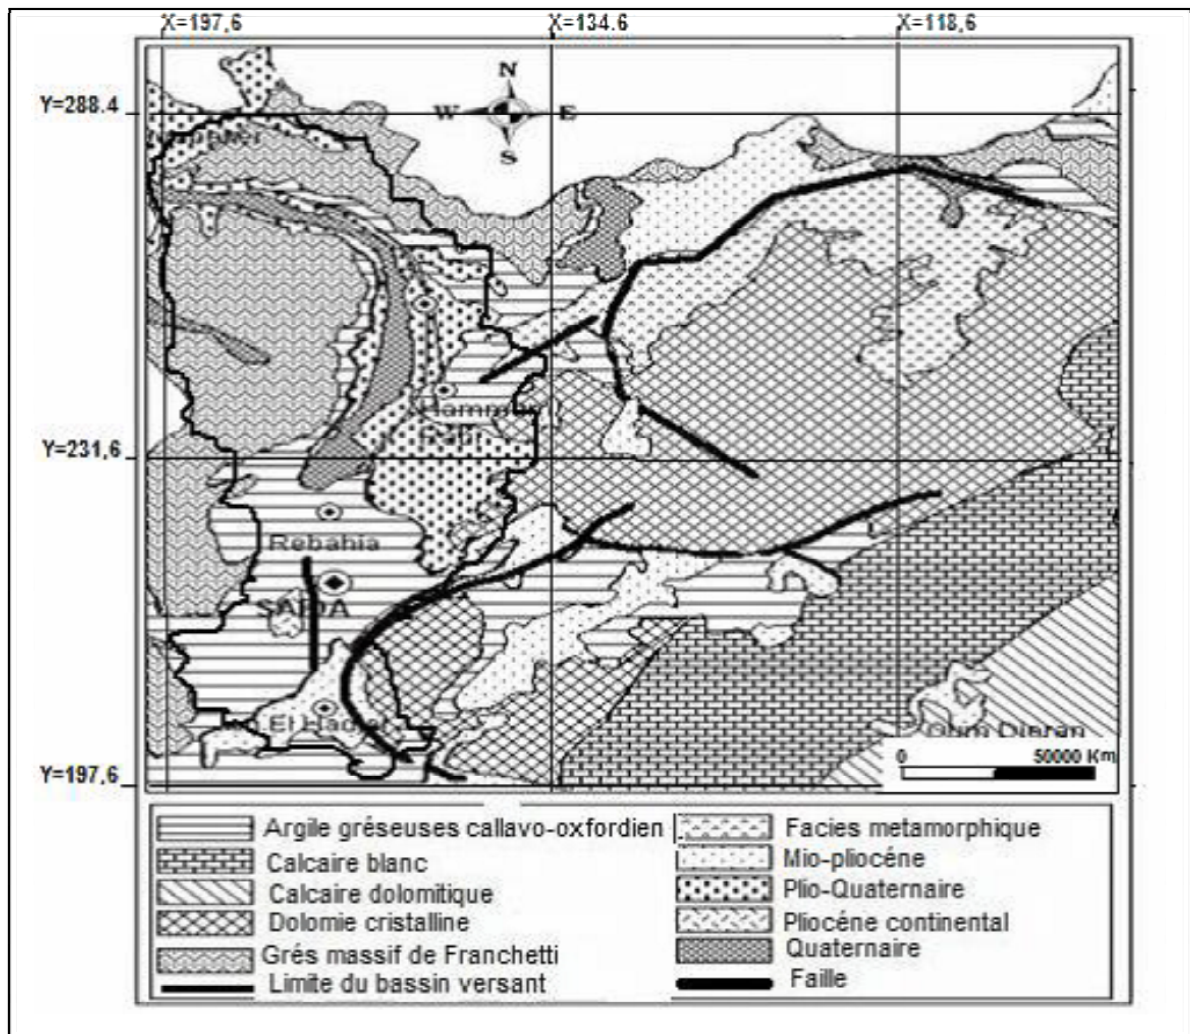 X=197,6 X=134.6 X=118,6
N
Y=288.4 W E
S
Y=231,6
Rebahia
SAIDA
El Hadjar
Y=197.6
0 50000 Km
Argile gréseuses callavo-oxfordien
Calcaire blanc
Calcaire dolomitique
Dolomie cristalline
Grés massif de Franchetti
Limite du bassin versant
Facies metamorphique
Mio-pliocéne
Plio-Quaternaire
Pliocéne continental
Quaternaire
Faille